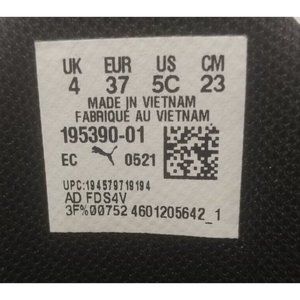 UK EUR US CM
4 37 5C 23
MADE IN VIETNAM
FABRIQUÉ AU VIETNAM
195390-01
EC 0521
UPC:194579719194
AD FDS4V
3F%00752 4601205642_1